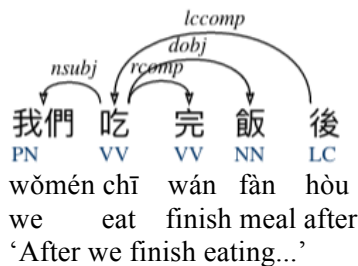 lccomp
dobj
nsubj rcomp
我們 吃 完 飯 後
PN VV VV NN LC
wǒmén chī wán fàn hòu
we eat finish meal after
‘After we finish eating...’